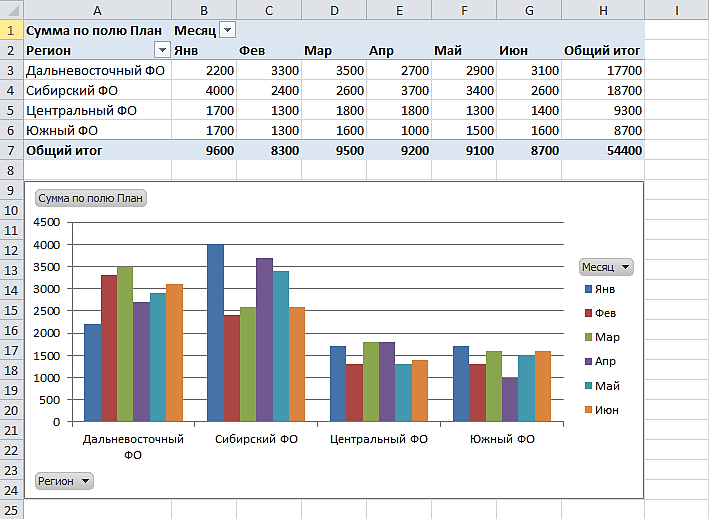 A B C D E F G H I
1 Сумма по полю План Месяц
2 Регион Янв Фев Мар Апр Май Июн Общий итог
3 Дальневосточный ФО 2200 3300 3500 2700 2900 3100 17700
4 Сибирский ФО 4000 2400 2600 3700 3400 2600 18700
5 Центральный ФО 1700 1300 1800 1800 1300 1400 9300
6 Южный ФО 1700 1300 1600 1000 1500 1600 8700
7 Общий итог 9600 8300 9500 9200 9100 8700 54400
8
9
10
11
12
13
14
15
16
17
18
19
20
21
22
23
24
25
Сумма по полю План
4500
4000
3500
3000
2500
2000
1500
1000
500
0
Дальневосточный
ФО
Сибирский ФО
Центральный ФО
Южный ФО
Месяц
Янв
Фев
Мар
Апр
Май
Июн
Регион